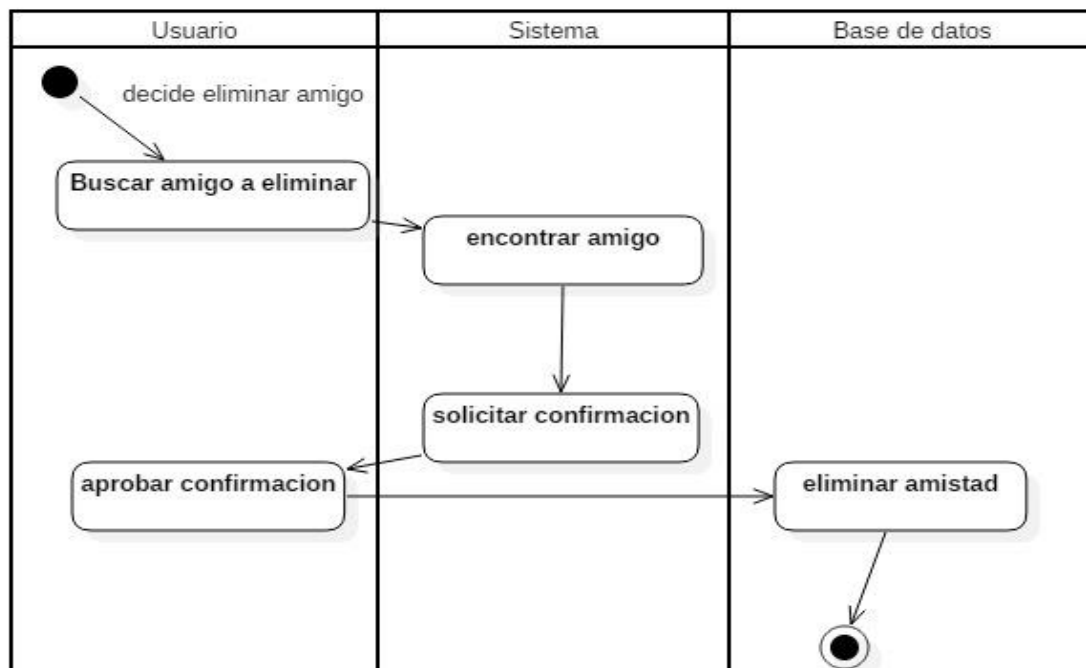 Usuario
Sistema
Base de datos
decide eliminar amigo
Buscar amigo a eliminar
encontrar amigo
solicitar confirmacion
aprobar confirmacion
eliminar amistad